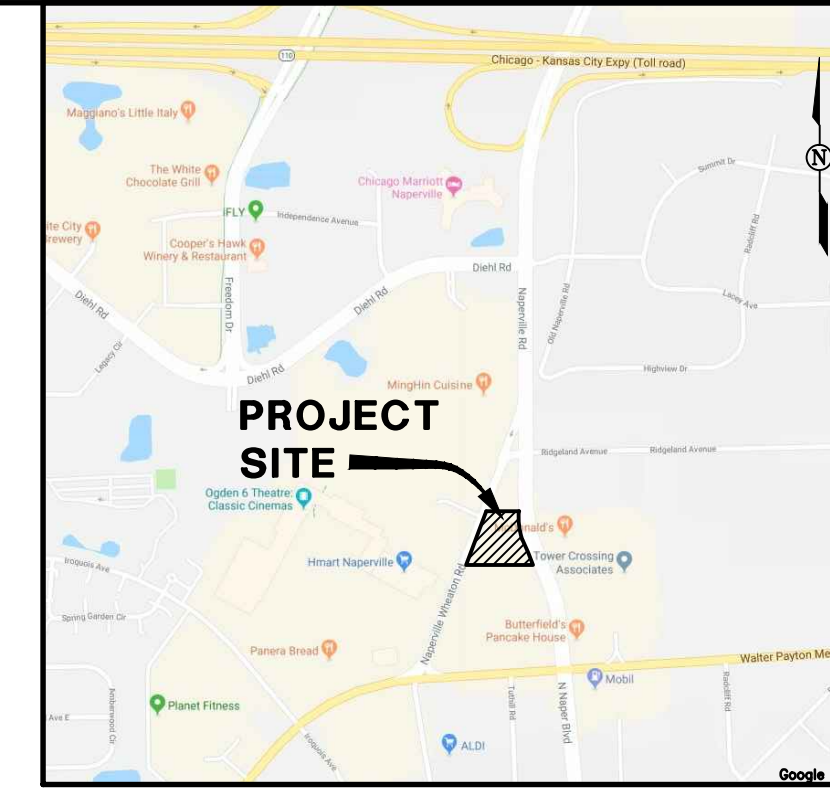 110
Chicago - Kansas City Expy (Toll road)
Maggiano's Little Italy
N
Summit Dr
The White
Chocolate Grill
Chicago Marriott
Naperville
Radcliff Rd
iFLY
Independence Avenue
ite City
rewery
Cooper's Hawk
Winery & Restaurant
Diehl Rd
Freedom Dr
Diehl Rd
Naperville Rd
Old Naperville Rd
Lacey Ave
Diehl Rd
Legacy Cir
Diehl Rd
Highview Dr
MingHin Cuisine
PROJECT
SITE
Ridgeland Avenue
Ridgeland Avenue
Ogden 6 Theatre:
Classic Cinemas
nald's
Hmart Naperville
Tower Crossing
Associates
Iroquois Ave
Naperville Wheaton Rd
Spring Garden Cir
Butterfield's
Pancake House
Panera Bread
Walter Payton Me
Mobil
Amberwood Cir
Planet Fitness
Ave E
Iroquois Ave
Tuthill Rd
N Naper Blvd
Radcliff Rd
ALDI
Google